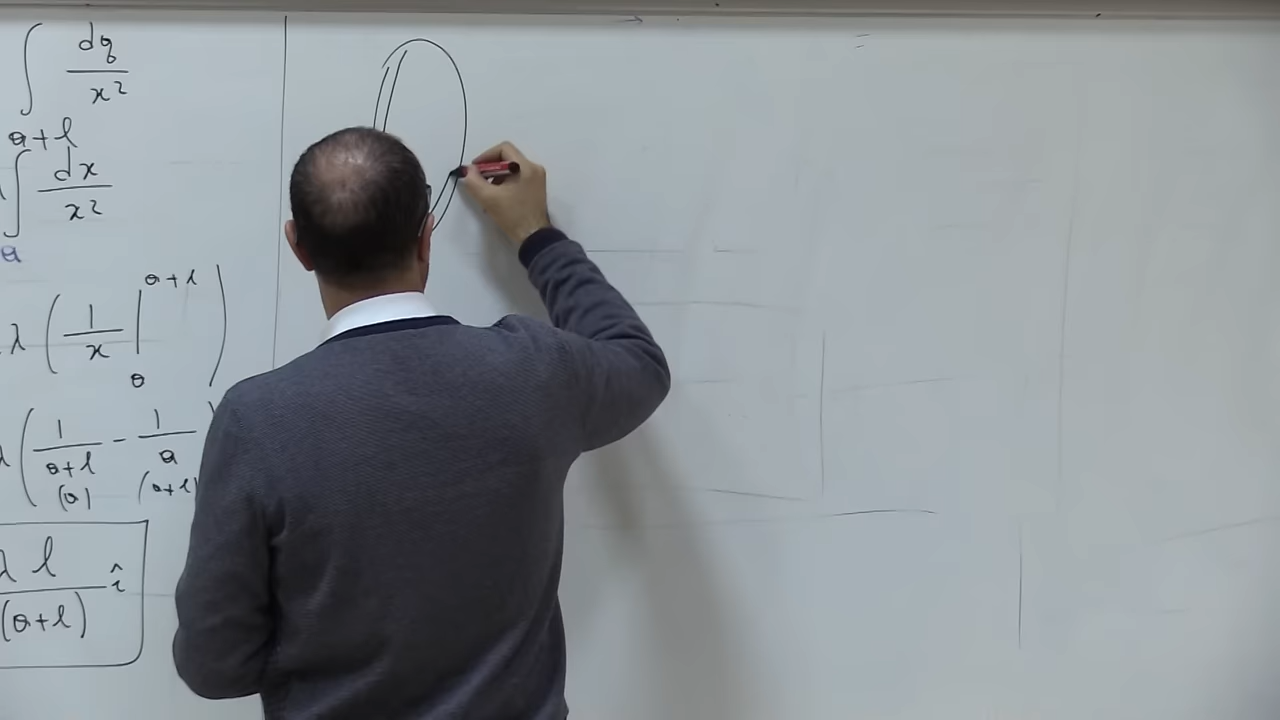 ∫ dq/x²
∫ₐ^{a+l} dx/x²
λ ( 1/x |ₐ^{a+l} )
λ ( 1/(a+l) - 1/a
(a) (a+l)
λ l/(a+l) î